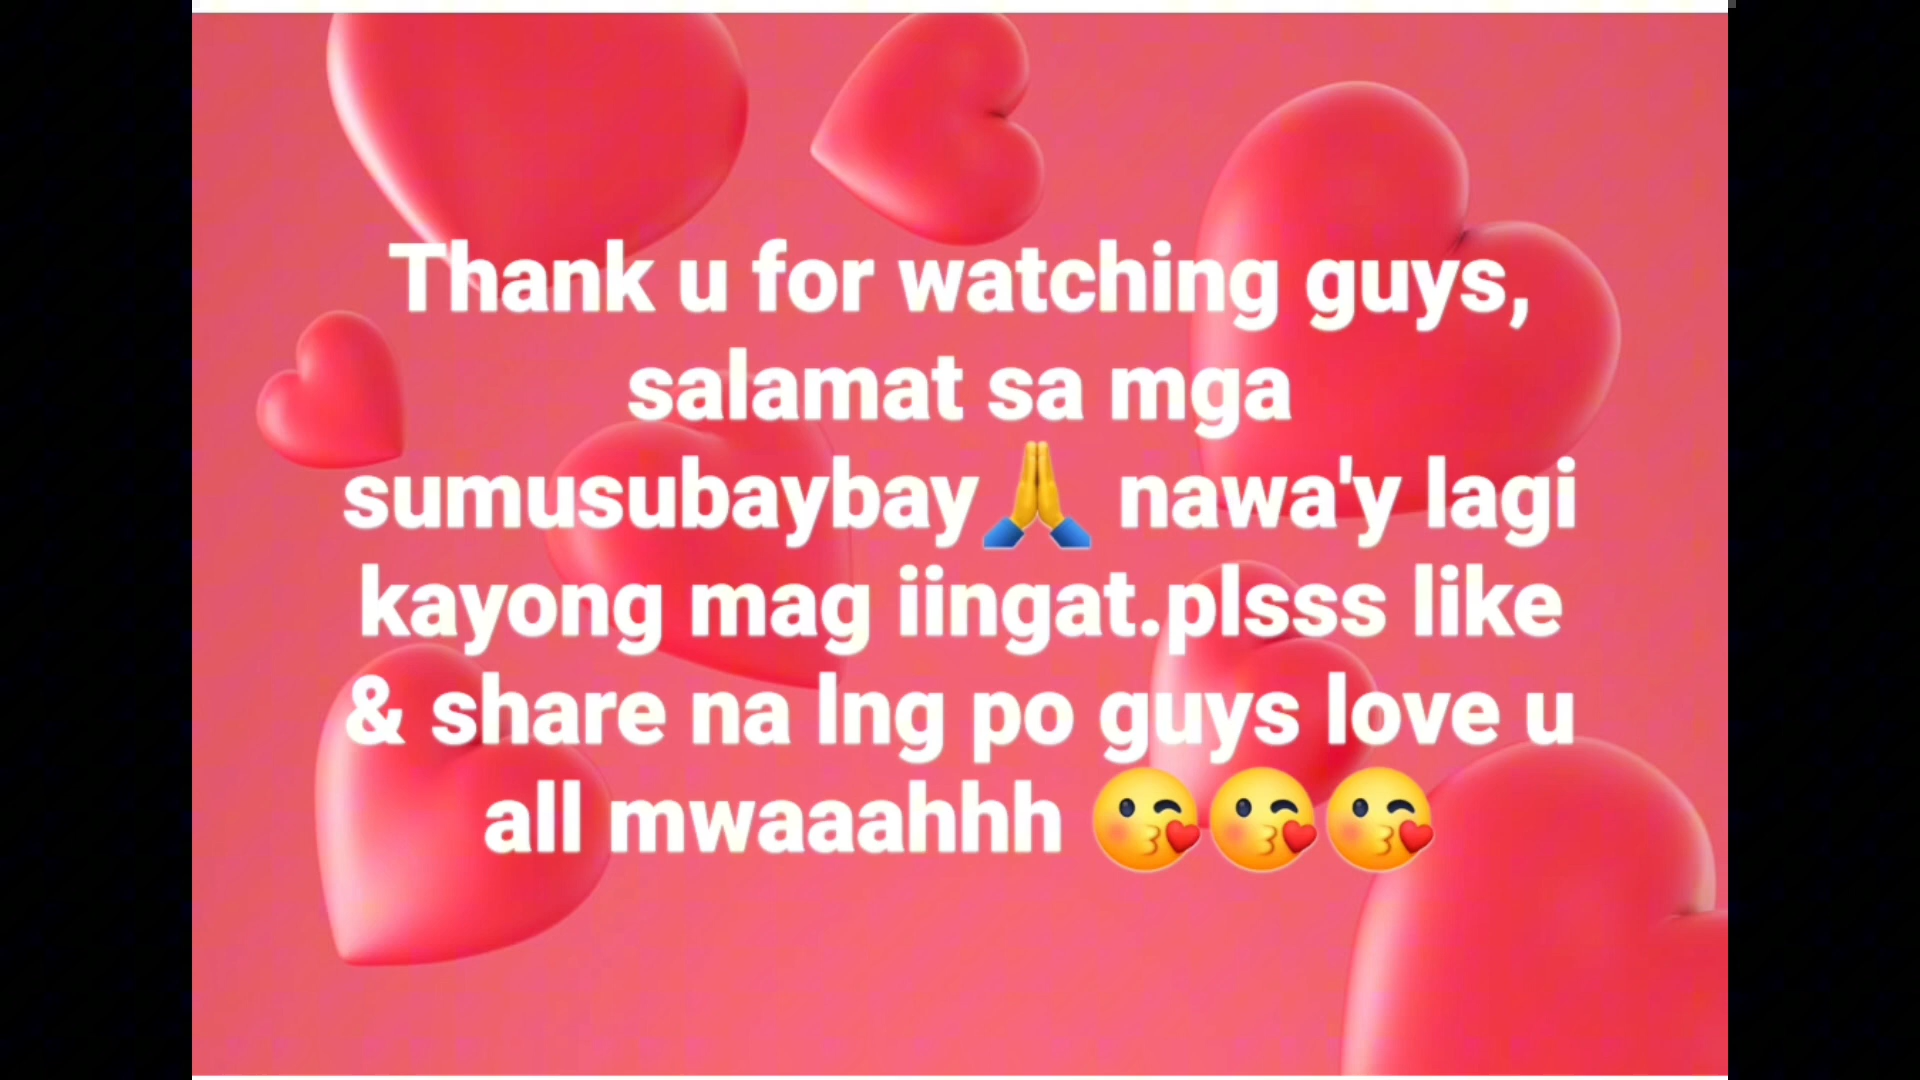 Thank u for watching guys,
salamat sa mga
sumusubaybay🙏 nawa'y lagi
kayong mag iingat.plsss like
& share na lng po guys love u
all mwaaahhh 😘😘😘